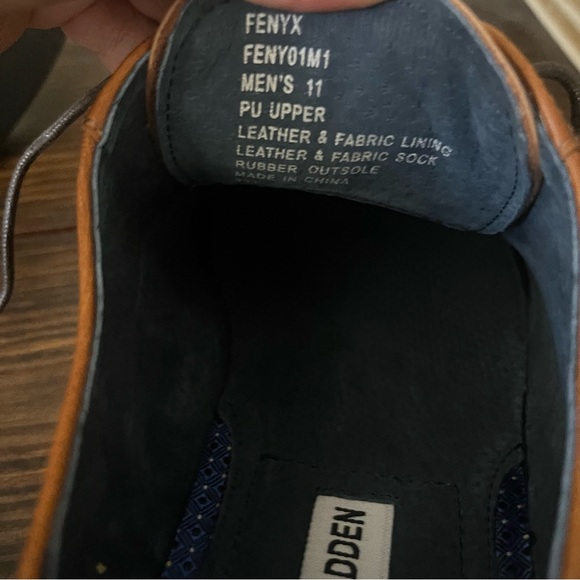 FENYX
FENY01M1
MEN'S 11
PU UPPER
LEATHER & FABRIC LINING
LEATHER & FABRIC SOCK
RUBBER OUTSOLE
MADE IN CHINA
DDEN